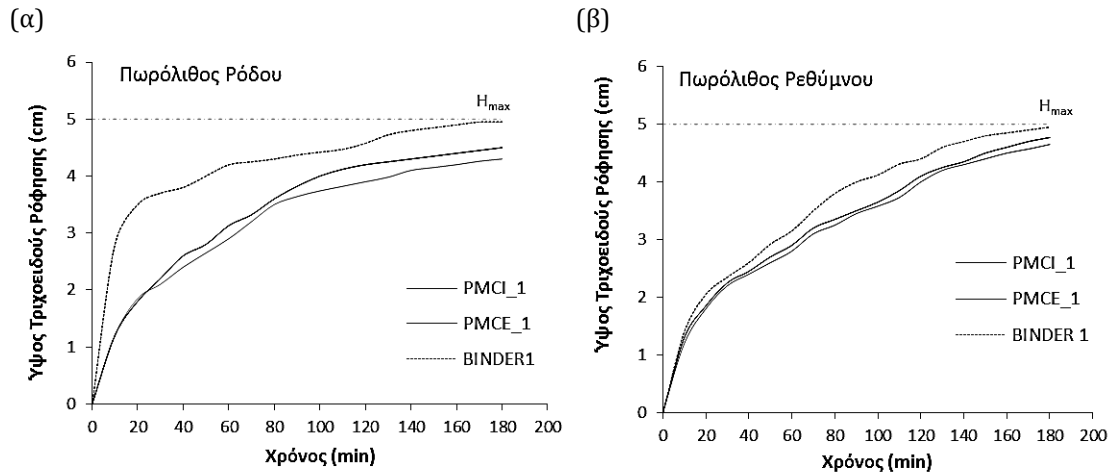 (α)
Πωρόλιθος Ρόδου
H_max
Ύψος Τριχοειδούς Ρόφησης (cm)
6
5
4
3
2
1
0
PMCI_1
PMCE_1
BINDER1
0 20 40 60 80 100 120 140 160 180 200
Χρόνος (min)
(β)
Πωρόλιθος Ρεθύμνου
H_max
Ύψος Τριχοειδούς Ρόφησης (cm)
6
5
4
3
2
1
0
PMCI_1
PMCE_1
BINDER 1
0 20 40 60 80 100 120 140 160 180 200
Χρόνος (min)